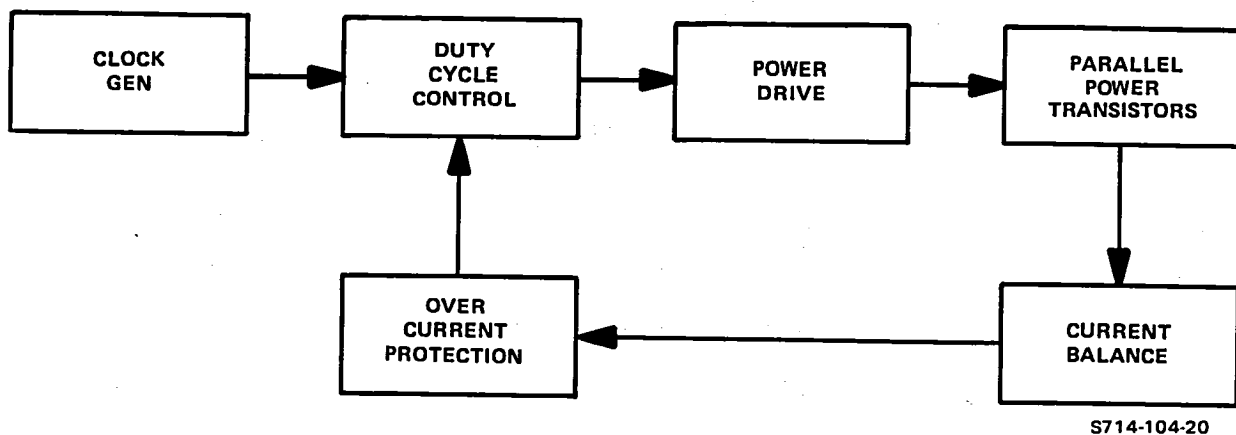 CLOCK
GEN
DUTY
CYCLE
CONTROL
POWER
DRIVE
PARALLEL
POWER
TRANSISTORS
OVER
CURRENT
PROTECTION
CURRENT
BALANCE
S714-104-20